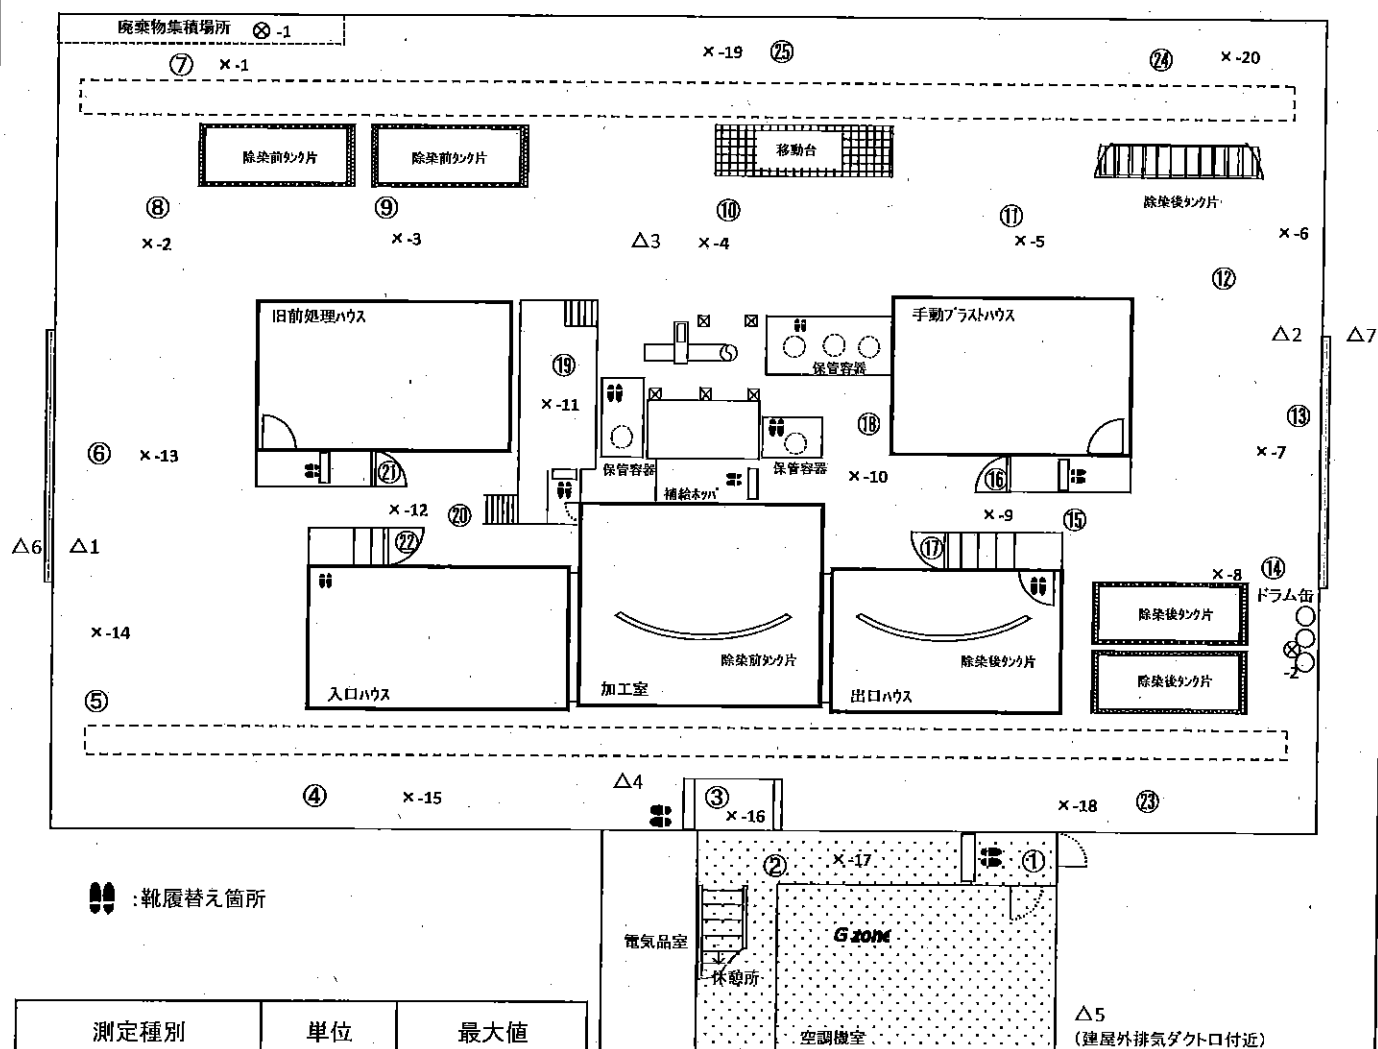 廃棄物集積場所 ⊗ -1
⑦ ×-1
×-19 ㉕
㉔ ×-20
除染前ﾀﾝｸ片
除染前ﾀﾝｸ片
移動台
除染後ﾀﾝｸ片
⑧
×-2
⑨
×-3
△3
⑩
×-4
⑪
×-5
×-6
⑫
旧前処理ﾊｳｽ
手動ﾌﾞﾗｽﾄﾊｳｽ
△2 △7
保管容器
⑲
×-11
⑬
×-7
⑱
⑥ ×-13
保管容器
保管容器
×-10
㉑
⑯
補給ﾎｯﾊﾟ
×-12
⑳
×-9
⑮
△6 △1
㉒
⑰
×-8 ⑭
ドラム缶
除染後ﾀﾝｸ片
×-14
除染前ﾀﾝｸ片
除染後ﾀﾝｸ片
⊗
-2
除染後ﾀﾝｸ片
入口ﾊｳｽ
加工室
出口ﾊｳｽ
⑤
④ ×-15
△4
③
×-16
×-18 ㉓
② ×-17
①
:靴履替え箇所
電気品室
G zone
休憩所
空調機室
△5
(建屋外排気ダクト口付近)
測定種別 単位 最大値